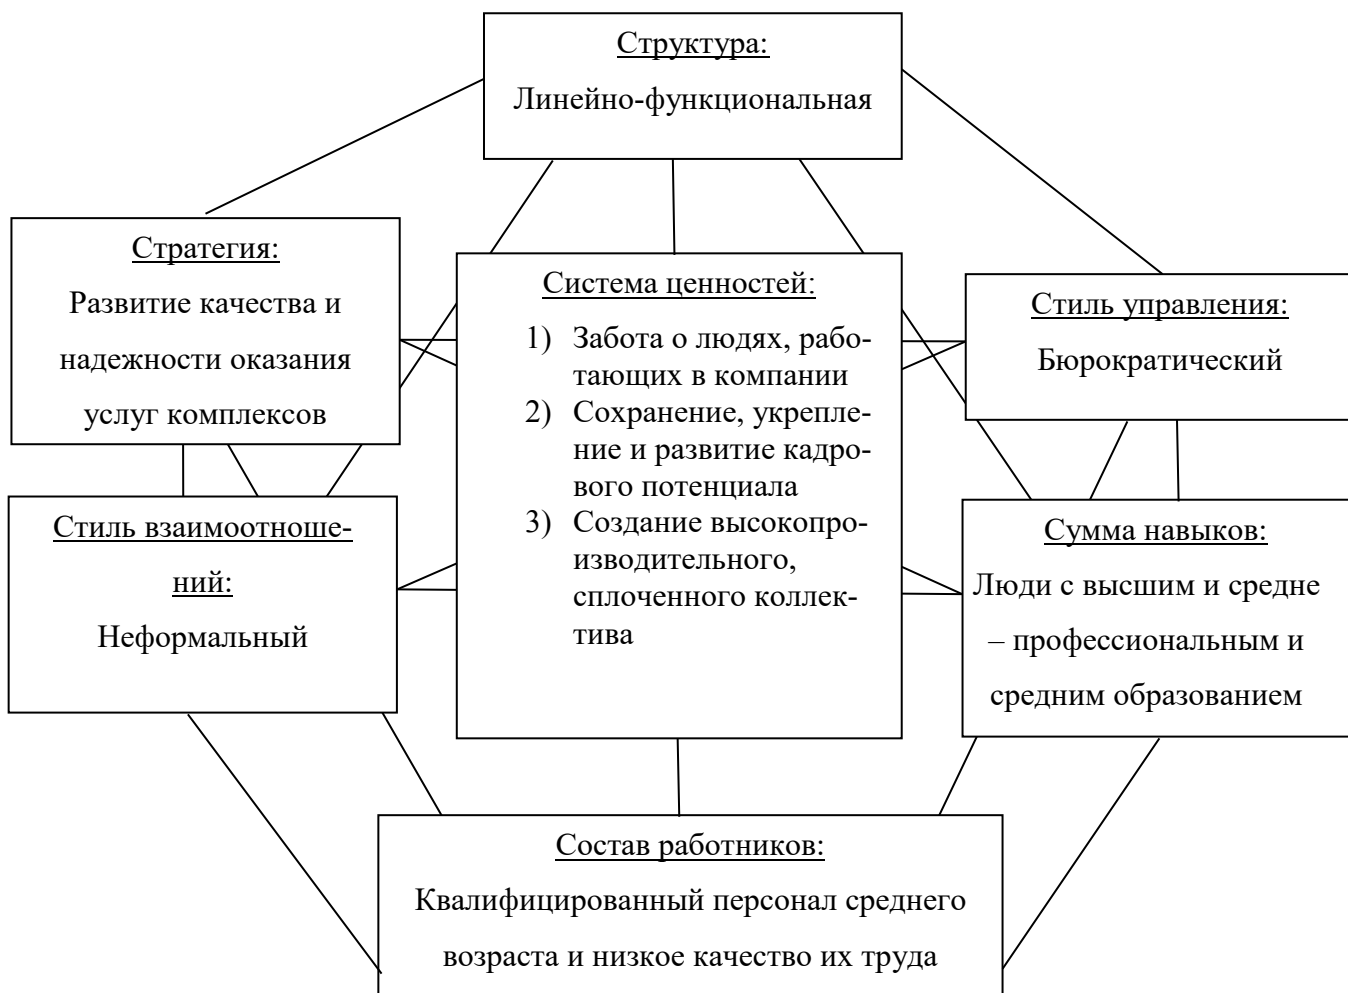 Структура:
Линейно-функциональная
Стратегия:
Развитие качества и
надежности оказания
услуг комплексов
Система ценностей:
1) Забота о людях, рабо-
тающих в компании
2) Сохранение, укрепле-
ние и развитие кадро-
вого потенциала
3) Создание высокопро-
изводительного,
сплоченного коллек-
тива
Стиль управления:
Бюрократический
Стиль взаимоотноше-
ний:
Неформальный
Сумма навыков:
Люди с высшим и средне
– профессиональным и
средним образованием
Состав работников:
Квалифицированный персонал среднего
возраста и низкое качество их труда